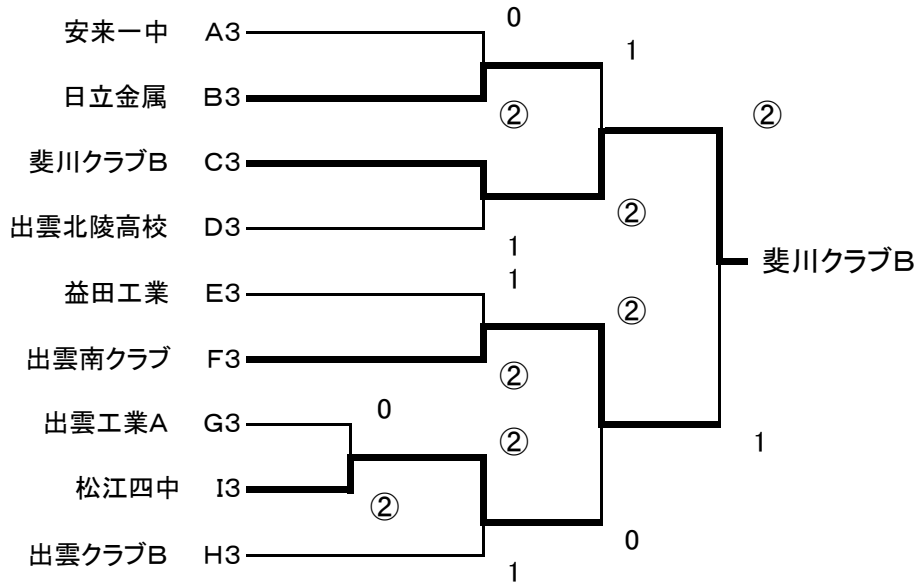 0
安来一中 A3
1
日立金属 B3
②
②
斐川クラブB C3
②
出雲北陵高校 D3
1
斐川クラブB
1
益田工業 E3
②
出雲南クラブ F3
②
0
出雲工業A G3
②
1
松江四中 I3
②
0
出雲クラブB H3
1